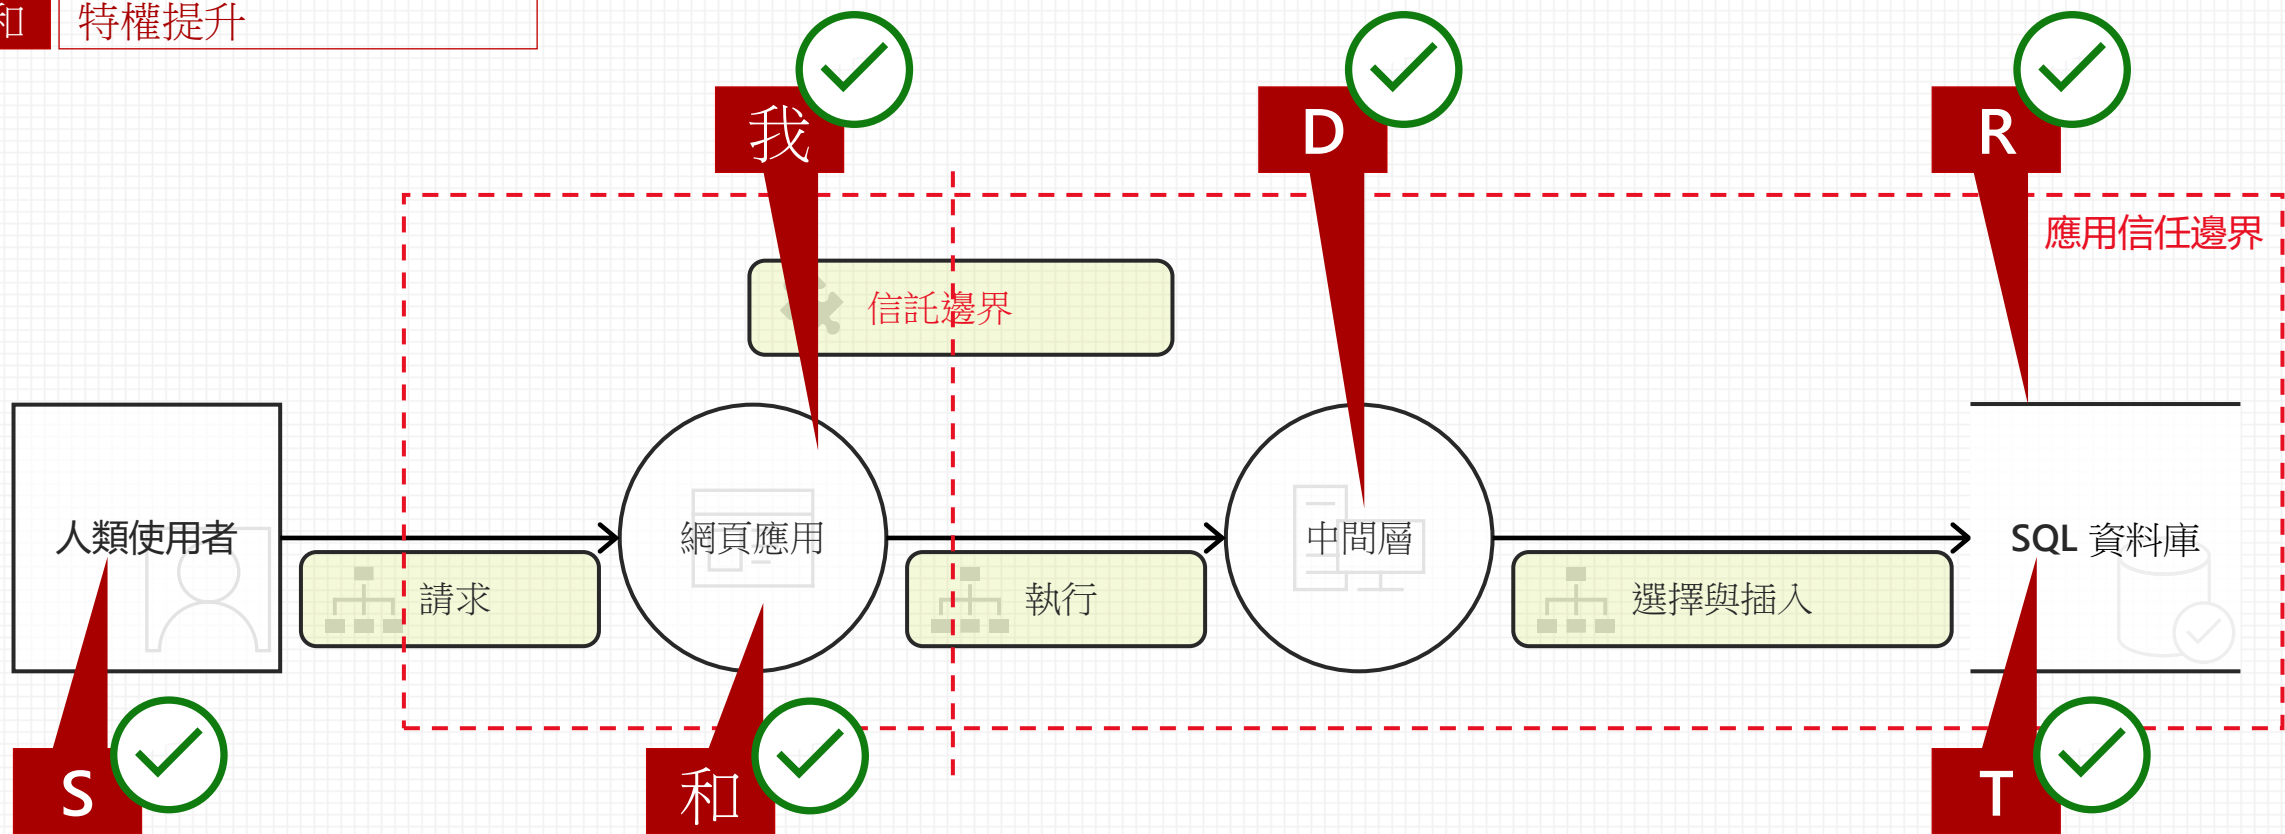 和 特權提升
我
D
R
應用信任邊界
信託邊界
人類使用者
網頁應用
中間層
SQL 資料庫
請求
執行
選擇與插入
S
和
T